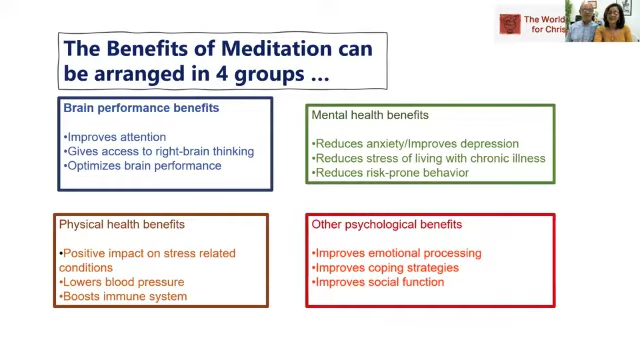 The World
for Chris
The Benefits of Meditation can
be arranged in 4 groups ...
Brain performance benefits
•Improves attention
•Gives access to right-brain thinking
•Optimizes brain performance
Mental health benefits
•Reduces anxiety/Improves depression
•Reduces stress of living with chronic illness
•Reduces risk-prone behavior
Physical health benefits
•Positive impact on stress related
conditions
•Lowers blood pressure
•Boosts immune system
Other psychological benefits
•Improves emotional processing
•Improves coping strategies
•Improves social function